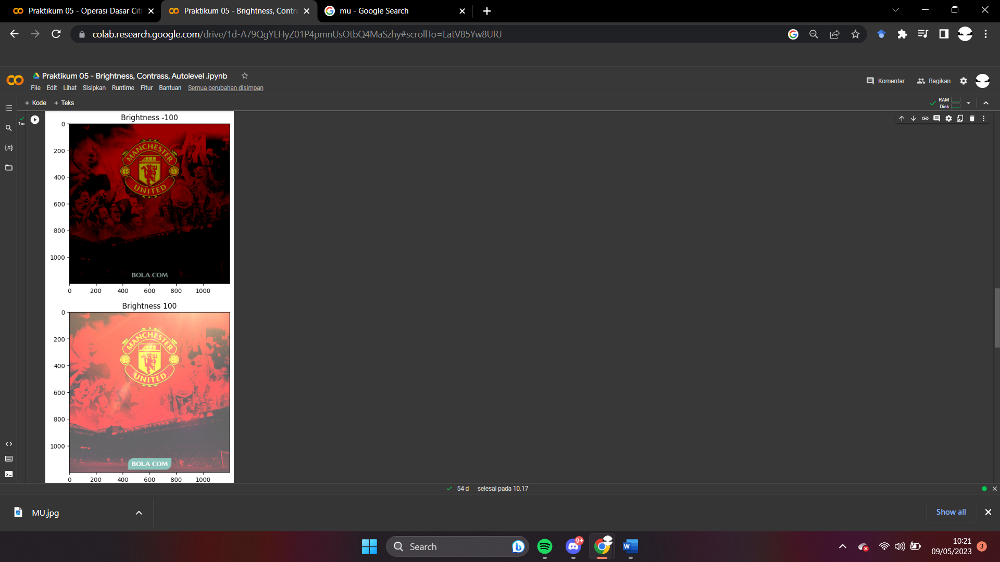 Praktikum 05 - Operasi Dasar Cit
Praktikum 05 - Brightness, Contra
mu - Google Search
colab.research.google.com/drive/1d-A79QgYEHyZ01P4pmnUsOtbQ4MaSzhy#scrollTo=LatV85Yw8URJ
Praktikum 05 - Brightness, Contrass, Autolevel .ipynb
File Edit Lihat Sisipkan Runtime Fitur Bantuan Semua perubahan disimpan
Komentar Bagikan
+ Kode + Teks
RAM
Disk
1m
{x}
Brightness -100
0
200
400
600
800
1000
MANCHESTER
UNITED
BOLA.COM
0 200 400 600 800 1000
Brightness 100
0
200
400
600
800
1000
MANCHESTER
UNITED
BOLA.COM
0 200 400 600 800 1000
54 d selesai pada 10.17
MU.jpg
Show all
Search
9+
W
10:21
09/05/2023
3